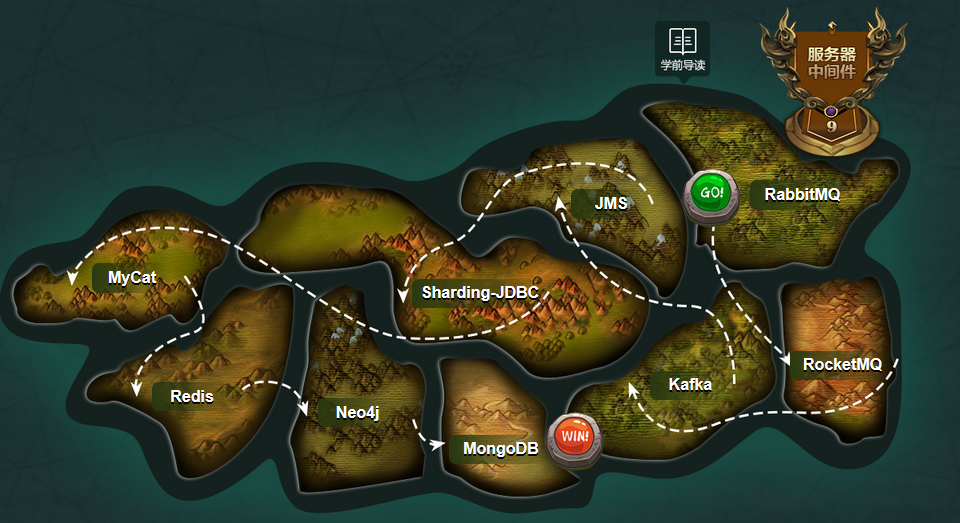 学前导读
服务器
中间件
9
GO!
RabbitMQ
JMS
MyCat
Sharding-JDBC
RocketMQ
Kafka
Redis
Neo4j
MongoDB
WIN!